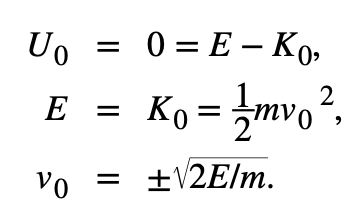 U₀ = 0 = E − K₀,
E = K₀ = ½mv₀²,
v₀ = ±√2E/m.